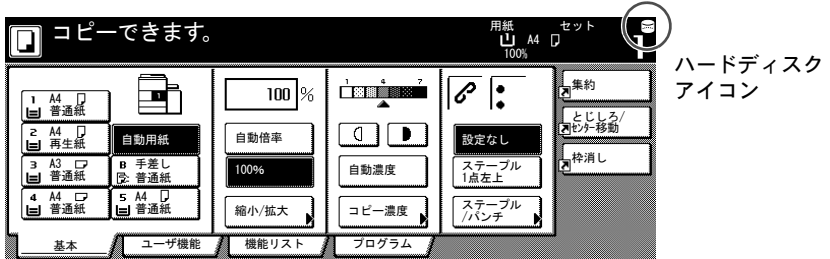 コピーできます。
用紙
セット
A4
100%
1
ハードディスク
アイコン
1 A4
普通紙
2 A4
再生紙
3 A3
普通紙
4 A4
普通紙
自動用紙
B 手差し
普通紙
5 A4
普通紙
100 %
自動倍率
100%
縮小/拡大
1 4 7
自動濃度
コピー濃度
設定なし
ステープル
1点左上
ステープル
/パンチ
集約
とじしろ/
センター移動
枠消し
基本
ユーザ機能
機能リスト
プログラム